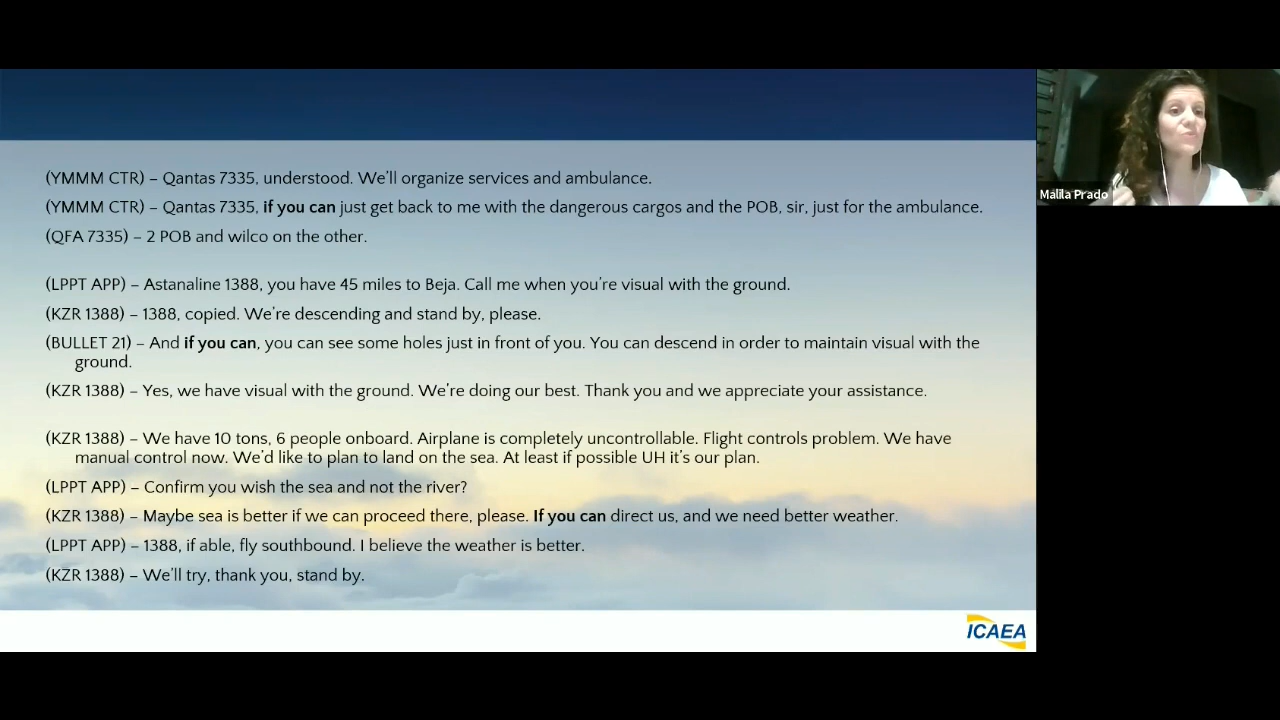 (YMMM CTR) – Qantas 7335, understood. We'll organize services and ambulance.
(YMMM CTR) – Qantas 7335, if you can just get back to me with the dangerous cargos and the POB, sir, just for the ambulance.
(QFA 7335) – 2 POB and wilco on the other.
(LPPT APP) – Astanaline 1388, you have 45 miles to Beja. Call me when you're visual with the ground.
(KZR 1388) – 1388, copied. We're descending and stand by, please.
(BULLET 21) – And if you can, you can see some holes just in front of you. You can descend in order to maintain visual with the
ground.
(KZR 1388) – Yes, we have visual with the ground. We're doing our best. Thank you and we appreciate your assistance.
(KZR 1388) – We have 10 tons, 6 people onboard. Airplane is completely uncontrollable. Flight controls problem. We have
manual control now. We'd like to plan to land on the sea. At least if possible UH it's our plan.
(LPPT APP) – Confirm you wish the sea and not the river?
(KZR 1388) – Maybe sea is better if we can proceed there, please. If you can direct us, and we need better weather.
(LPPT APP) – 1388, if able, fly southbound. I believe the weather is better.
(KZR 1388) – We'll try, thank you, stand by.
ICAEA
Malila Prado